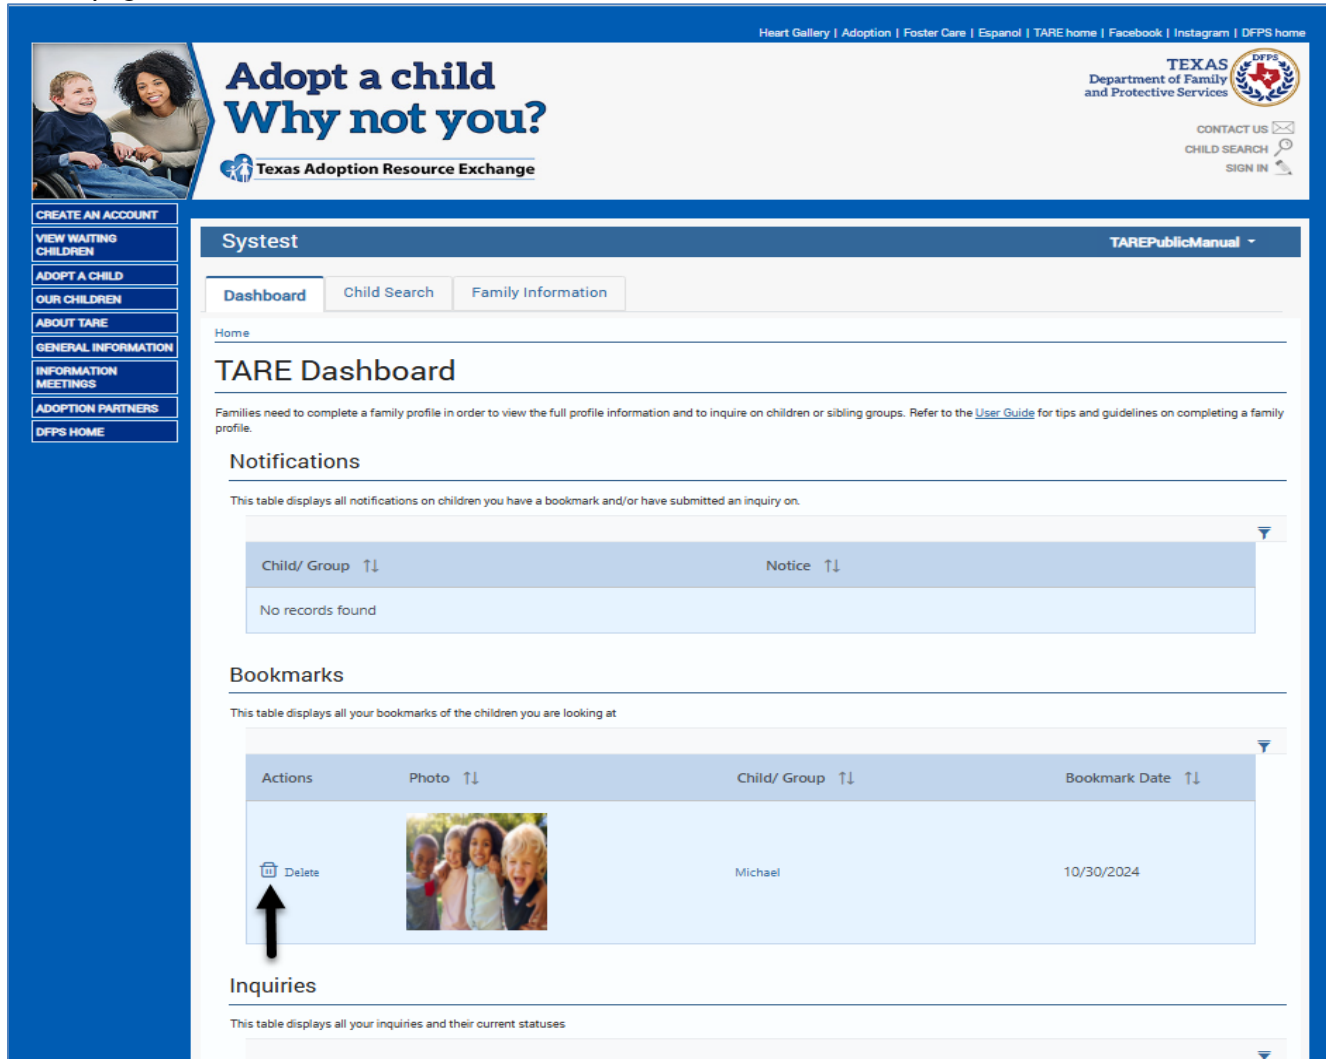 Heart Gallery | Adoption | Foster Care | Espanol | TARE home | Facebook | Instagram | DFPS home
Adopt a child
Why not you?
Texas Adoption Resource Exchange
TEXAS
Department of Family
and Protective Services
DFPS
CONTACT US
CHILD SEARCH
SIGN IN
CREATE AN ACCOUNT
VIEW WAITING
CHILDREN
ADOPT A CHILD
OUR CHILDREN
ABOUT TARE
GENERAL INFORMATION
INFORMATION
MEETINGS
ADOPTION PARTNERS
DFPS HOME
Systest TAREPublicManual
Dashboard Child Search Family Information
Home
TARE Dashboard
Families need to complete a family profile in order to view the full profile information and to inquire on children or sibling groups. Refer to the User Guide for tips and guidelines on completing a family
profile.
Notifications
This table displays all notifications on children you have a bookmark and/or have submitted an inquiry on.
Child/ Group Notice
No records found
Bookmarks
This table displays all your bookmarks of the children you are looking at
Actions Photo Child/ Group Bookmark Date
Delete Michael 10/30/2024
Inquiries
This table displays all your inquiries and their current statuses